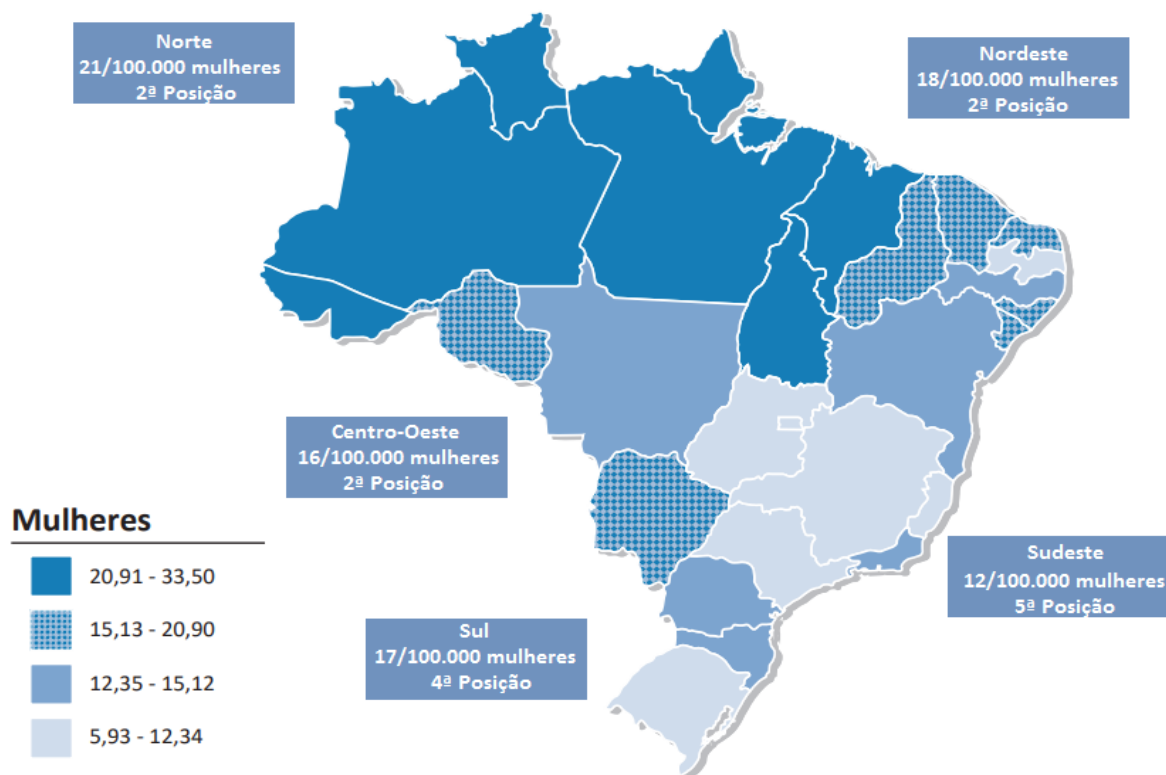 Norte
21/100.000 mulheres
2ª Posição
Nordeste
18/100.000 mulheres
2ª Posição
Centro-Oeste
16/100.000 mulheres
2ª Posição
Mulheres
20,91 - 33,50
15,13 - 20,90
12,35 - 15,12
5,93 - 12,34
Sul
17/100.000 mulheres
4ª Posição
Sudeste
12/100.000 mulheres
5ª Posição